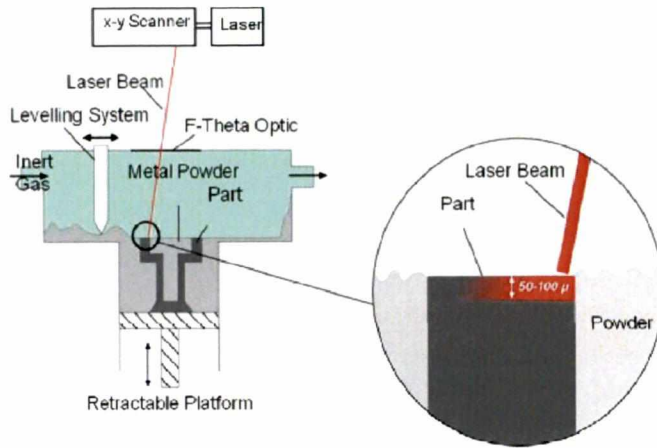 x-y Scanner
Laser
Laser Beam
Levelling System
F-Theta Optic
Inert
Gas
Metal Powder
Part
Laser Beam
Part
50-100 µ
Powder
Retractable Platform